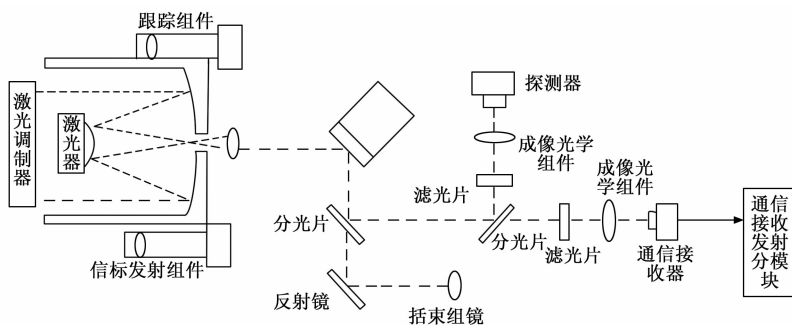 跟踪组件
激光调制器
激光器
信标发射组件
探测器
成像光学
组件
滤光片
分光片
反射镜
括束组镜
分光片
成像光
学组件
滤光片
通信接
收器
通信
接收
发射
分模
块